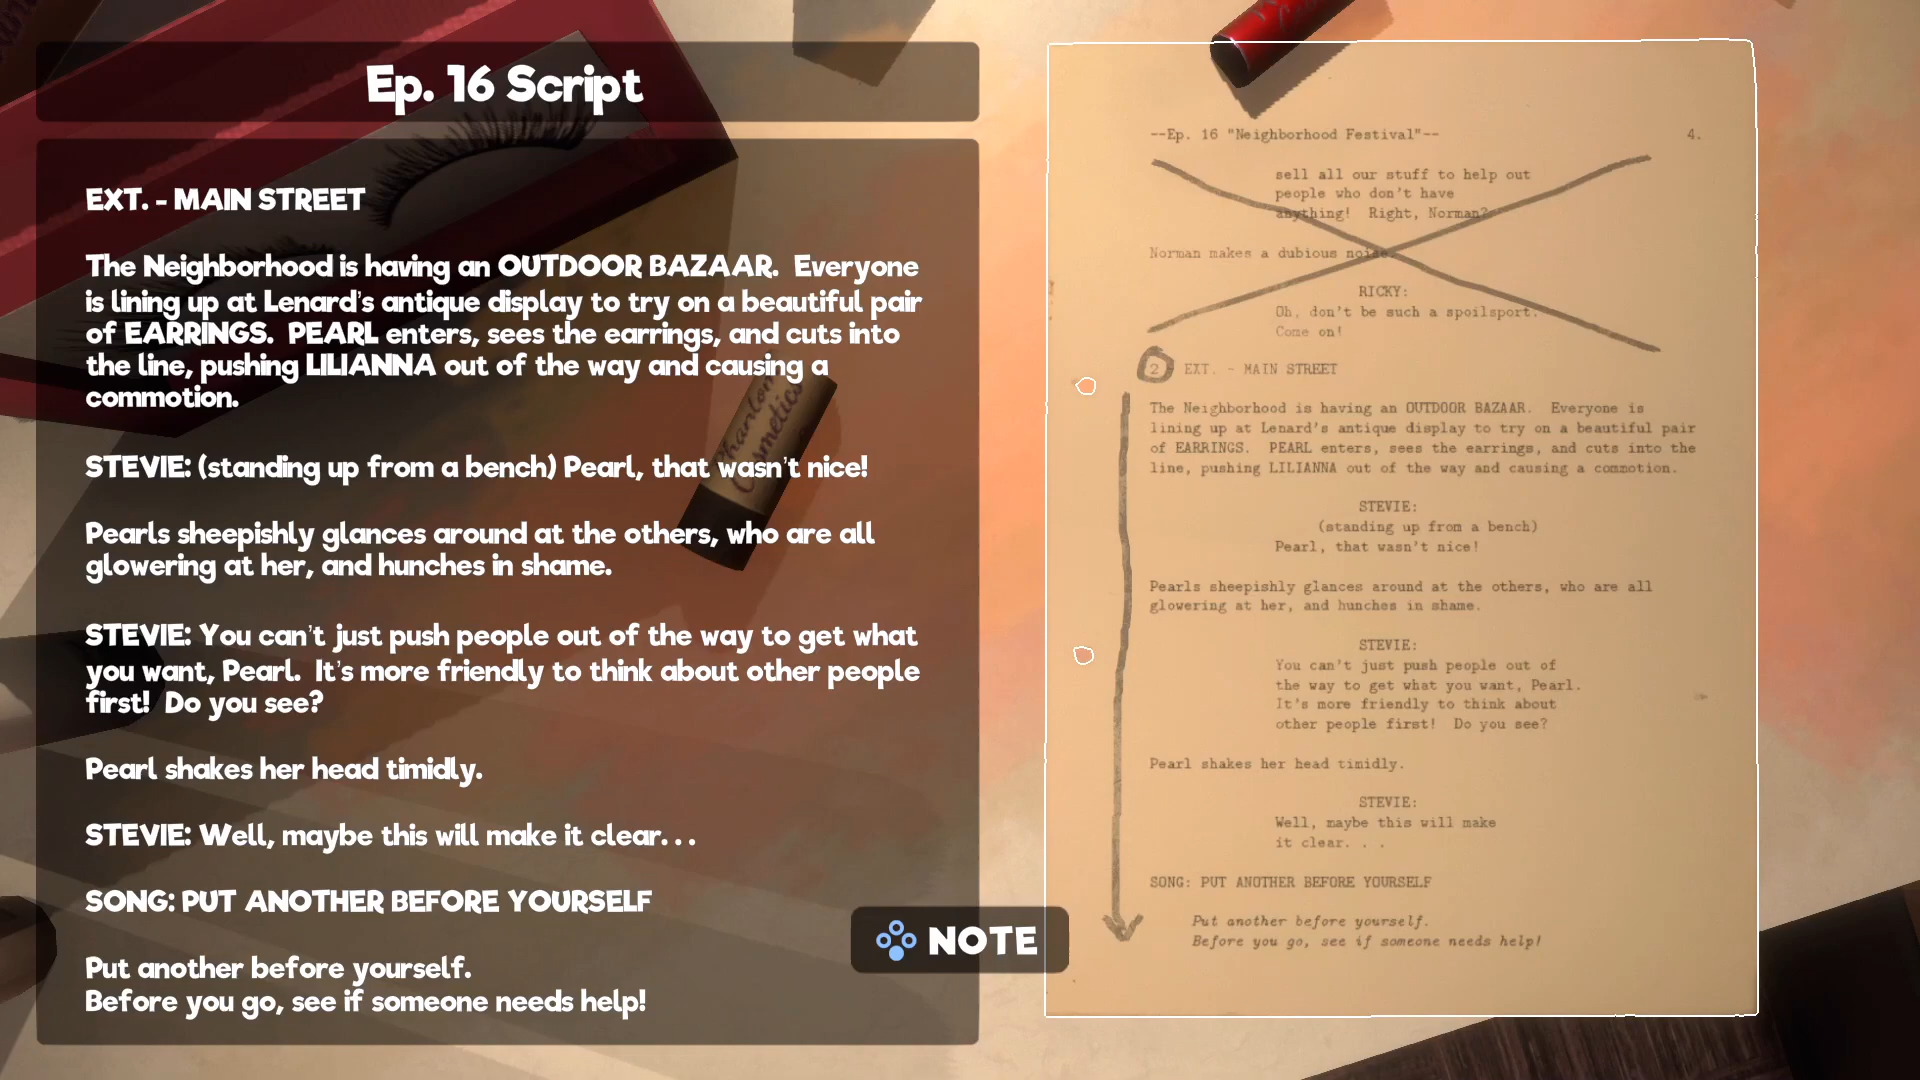 Ep. 16 Script
EXT. - MAIN STREET
The Neighborhood is having an OUTDOOR BAZAAR.  Everyone
is lining up at Lenard's antique display to try on a beautiful pair
of EARRINGS.  PEARL enters, sees the earrings, and cuts into
the line, pushing LILIANNA out of the way and causing a
commotion.
STEVIE: (standing up from a bench) Pearl, that wasn't nice!
Pearls sheepishly glances around at the others, who are all
glowering at her, and hunches in shame.
STEVIE: You can't just push people out of the way to get what
you want, Pearl.  It's more friendly to think about other people
first!  Do you see?
Pearl shakes her head timidly.
STEVIE: Well, maybe this will make it clear...
SONG: PUT ANOTHER BEFORE YOURSELF
Put another before yourself.
Before you go, see if someone needs help!
NOTE
Phanton
Cosmetics
--Ep. 16 "Neighborhood Festival"-- 4.
sell all our stuff to help out
people who don't have
anything!  Right, Norman?
Norman makes a dubious noise.
RICKY:
Oh, don't be such a spoilsport.
Come on!
2 EXT. - MAIN STREET
The Neighborhood is having an OUTDOOR BAZAAR.  Everyone is
lining up at Lenard's antique display to try on a beautiful pair
of EARRINGS.  PEARL enters, sees the earrings, and cuts into the
line, pushing LILIANNA out of the way and causing a commotion.
STEVIE:
(standing up from a bench)
Pearl, that wasn't nice!
Pearls sheepishly glances around at the others, who are all
glowering at her, and hunches in shame.
STEVIE:
You can't just push people out of
the way to get what you want, Pearl.
It's more friendly to think about
other people first!  Do you see?
Pearl shakes her head timidly.
STEVIE:
Well, maybe this will make
it clear. . .
SONG: PUT ANOTHER BEFORE YOURSELF
Put another before yourself.
Before you go, see if someone needs help!